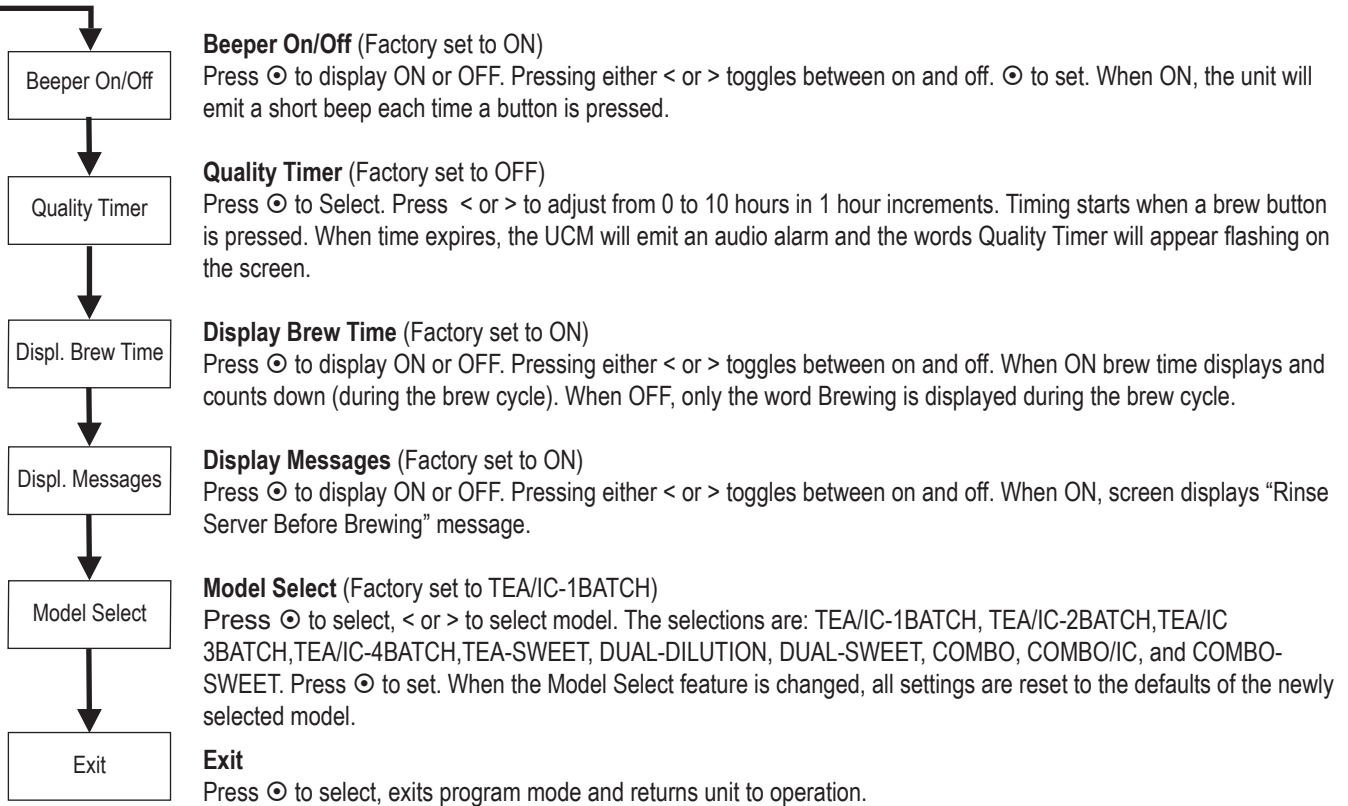 Beeper On/Off
Beeper On/Off (Factory set to ON)
Press ⊙ to display ON or OFF. Pressing either < or > toggles between on and off. ⊙ to set. When ON, the unit will
emit a short beep each time a button is pressed.
Quality Timer
Quality Timer (Factory set to OFF)
Press ⊙ to Select. Press < or > to adjust from 0 to 10 hours in 1 hour increments. Timing starts when a brew button
is pressed. When time expires, the UCM will emit an audio alarm and the words Quality Timer will appear flashing on
the screen.
Displ. Brew Time
Display Brew Time (Factory set to ON)
Press ⊙ to display ON or OFF. Pressing either < or > toggles between on and off. When ON brew time displays and
counts down (during the brew cycle). When OFF, only the word Brewing is displayed during the brew cycle.
Displ. Messages
Display Messages (Factory set to ON)
Press ⊙ to display ON or OFF. Pressing either < or > toggles between on and off. When ON, screen displays “Rinse
Server Before Brewing” message.
Model Select
Model Select (Factory set to TEA/IC-1BATCH)
Press ⊙ to select, < or > to select model. The selections are: TEA/IC-1BATCH, TEA/IC-2BATCH,TEA/IC
3BATCH,TEA/IC-4BATCH,TEA-SWEET, DUAL-DILUTION, DUAL-SWEET, COMBO, COMBO/IC, and COMBO-
SWEET. Press ⊙ to set. When the Model Select feature is changed, all settings are reset to the defaults of the newly
selected model.
Exit
Exit
Press ⊙ to select, exits program mode and returns unit to operation.